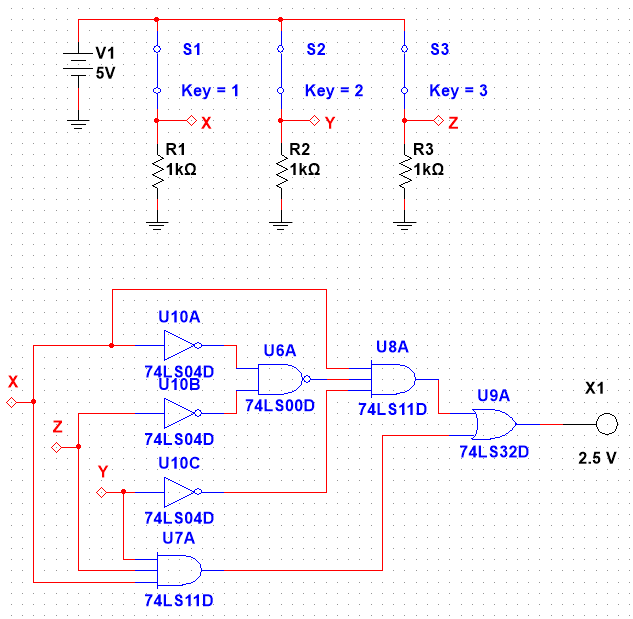 S1
S2
S3
V1
5V
Key = 1
Key = 2
Key = 3
X
Y
Z
R1
1kΩ
R2
1kΩ
R3
1kΩ
U10A
74LS04D
U6A
74LS00D
U8A
74LS11D
X
U10B
74LS04D
U9A
74LS32D
X1
2.5 V
Z
Y
U10C
74LS04D
U7A
74LS11D